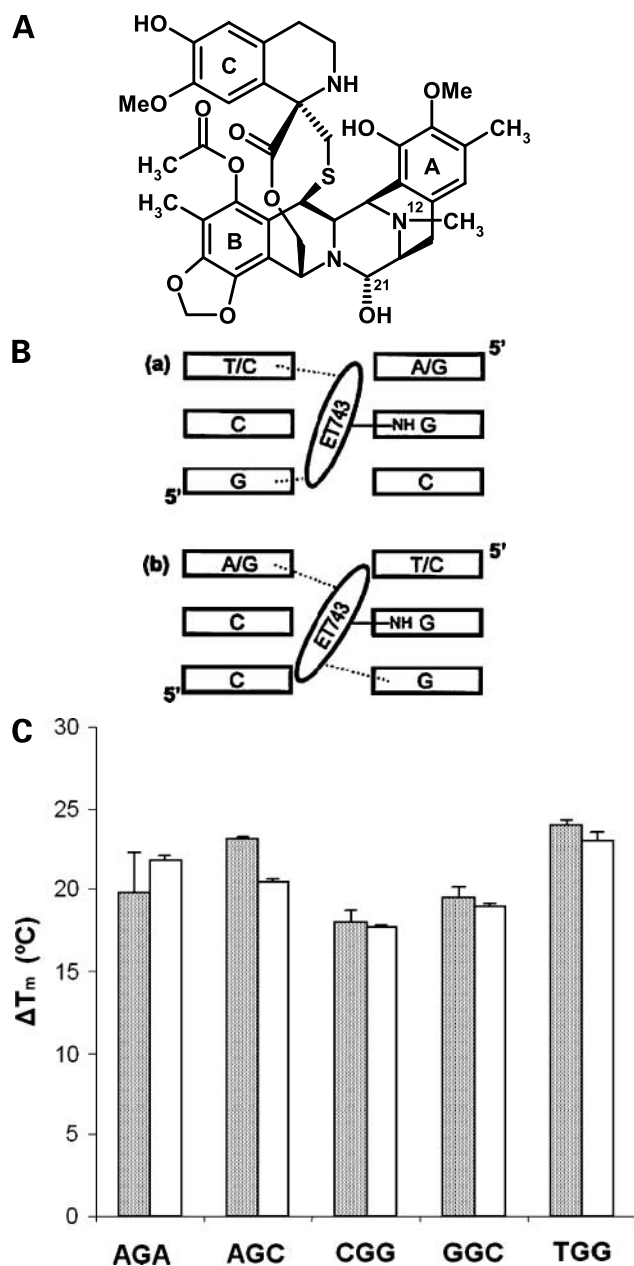 A
HO
C
NH
MeO
OMe
O
O
HO
CH3
H3C
O
S
A
O
12
H3C
N
CH3
B
N
O
21
O
OH
B
(a)
T/C
A/G
5'
C
ET743
NH G
5'
G
C
(b)
A/G
T/C
5'
C
ET743
NH G
5'
C
G
C
30
25
20
15
10
5
0
ΔTm (ºC)
AGA AGC CGG GGC TGG